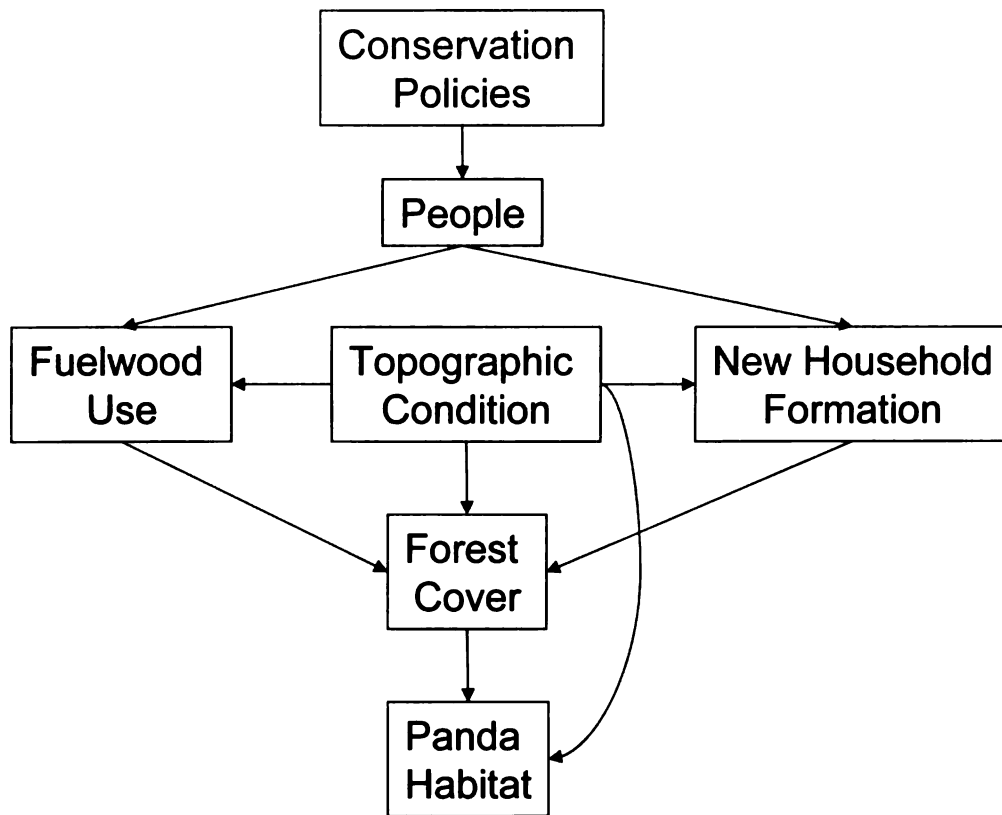 Conservation
Policies
People
Fuelwood
Use
Topographic
Condition
New Household
Formation
Forest
Cover
Panda
Habitat